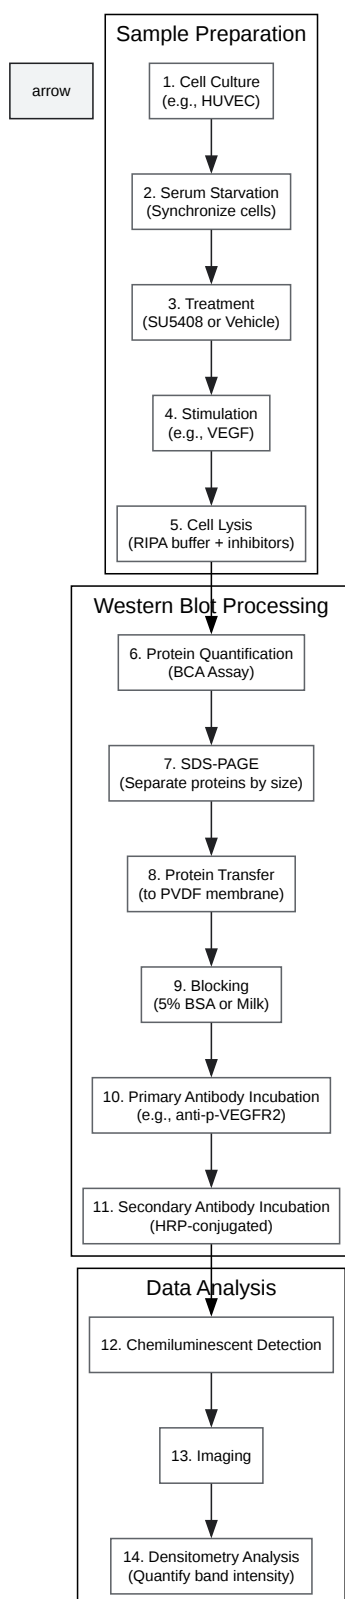 Sample Preparation
arrow
1. Cell Culture
(e.g., HUVEC)
2. Serum Starvation
(Synchronize cells)
3. Treatment
(SU5408 or Vehicle)
4. Stimulation
(e.g., VEGF)
5. Cell Lysis
(RIPA buffer + inhibitors)
Western Blot Processing
6. Protein Quantification
(BCA Assay)
7. SDS-PAGE
(Separate proteins by size)
8. Protein Transfer
(to PVDF membrane)
9. Blocking
(5% BSA or Milk)
10. Primary Antibody Incubation
(e.g., anti-p-VEGFR2)
11. Secondary Antibody Incubation
(HRP-conjugated)
Data Analysis
12. Chemiluminescent Detection
13. Imaging
14. Densitometry Analysis
(Quantify band intensity)